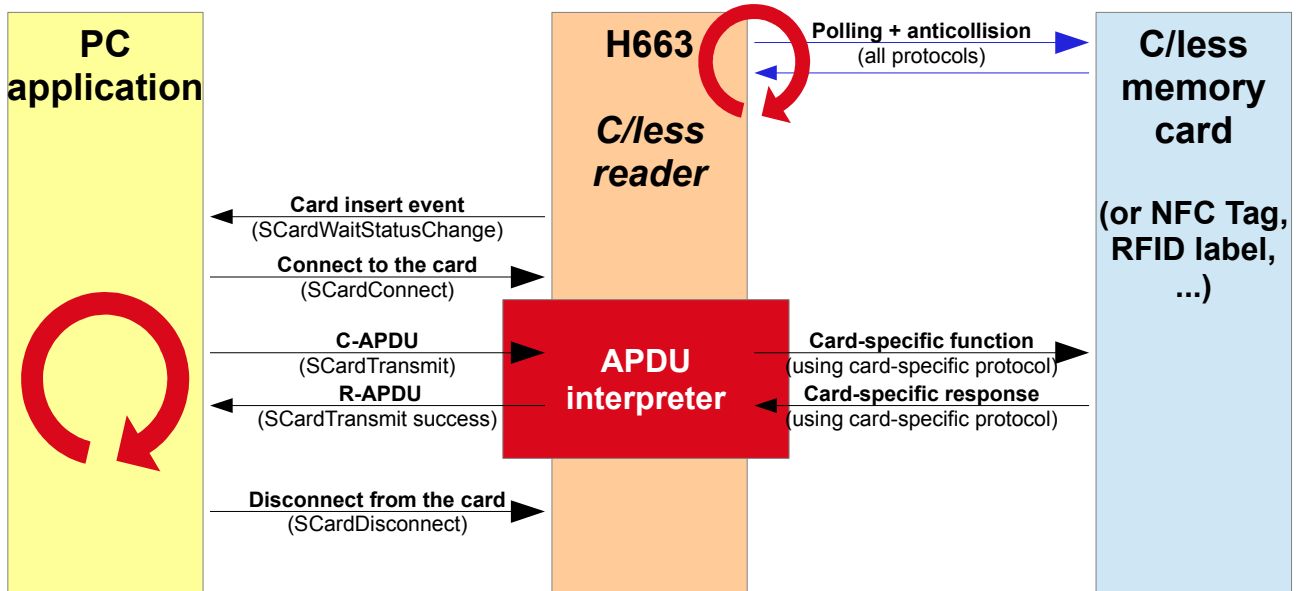 PC
application
H663
C/less
reader
Polling + anticollision
(all protocols)
C/less
memory
card
(or NFC Tag,
RFID label,
...)
Card insert event
(SCardWaitStatusChange)
Connect to the card
(SCardConnect)
C-APDU
(SCardTransmit)
R-APDU
(SCardTransmit success)
APDU
interpreter
Card-specific function
(using card-specific protocol)
Card-specific response
(using card-specific protocol)
Disconnect from the card
(SCardDisconnect)